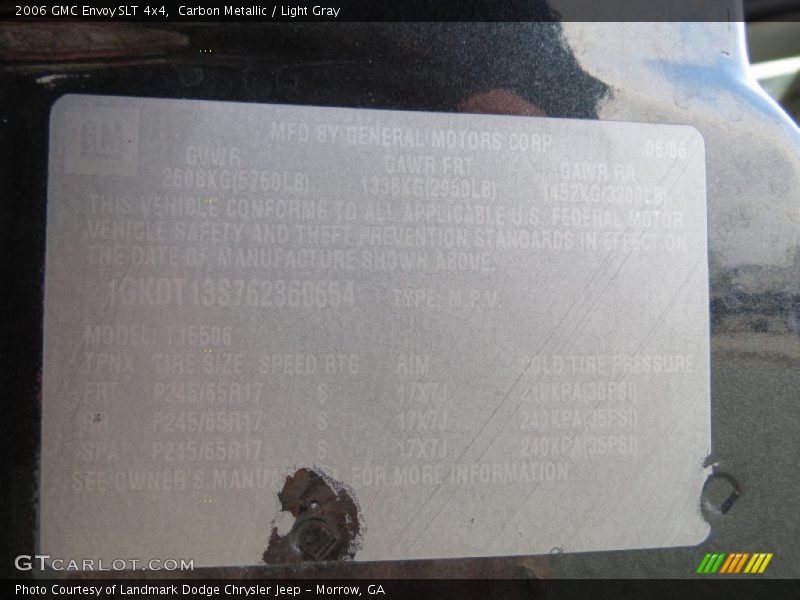 2006 GMC Envoy SLT 4x4, Carbon Metallic / Light Gray
GM
MFD BY GENERAL MOTORS CORP
06/06
GVWR GAWR FRT GAWR RR
2608KG(5750LB) 1338KG(2950LB) 1452KG(3200LB)
THIS VEHICLE CONFORMS TO ALL APPLICABLE U.S. FEDERAL MOTOR
VEHICLE SAFETY AND THEFT PREVENTION STANDARDS IN EFFECT ON
THE DATE OF MANUFACTURE SHOWN ABOVE.
1GKDT13S762360654 TYPE: M.P.V.
MODEL: T15506
TPNX TIRE SIZE SPEED RTG RIM COLD TIRE PRESSURE
FRT P245/65R17 S 17X7J 210KPA(30PSI)
P245/65R17 S 17X7J 240KPA(35PSI)
SPA P245/65R17 S 17X7J 240KPA(35PSI)
SEE OWNER'S FOR MORE INFORMATION
GTCARLOT.COM
Photo Courtesy of Landmark Dodge Chrysler Jeep - Morrow, GA